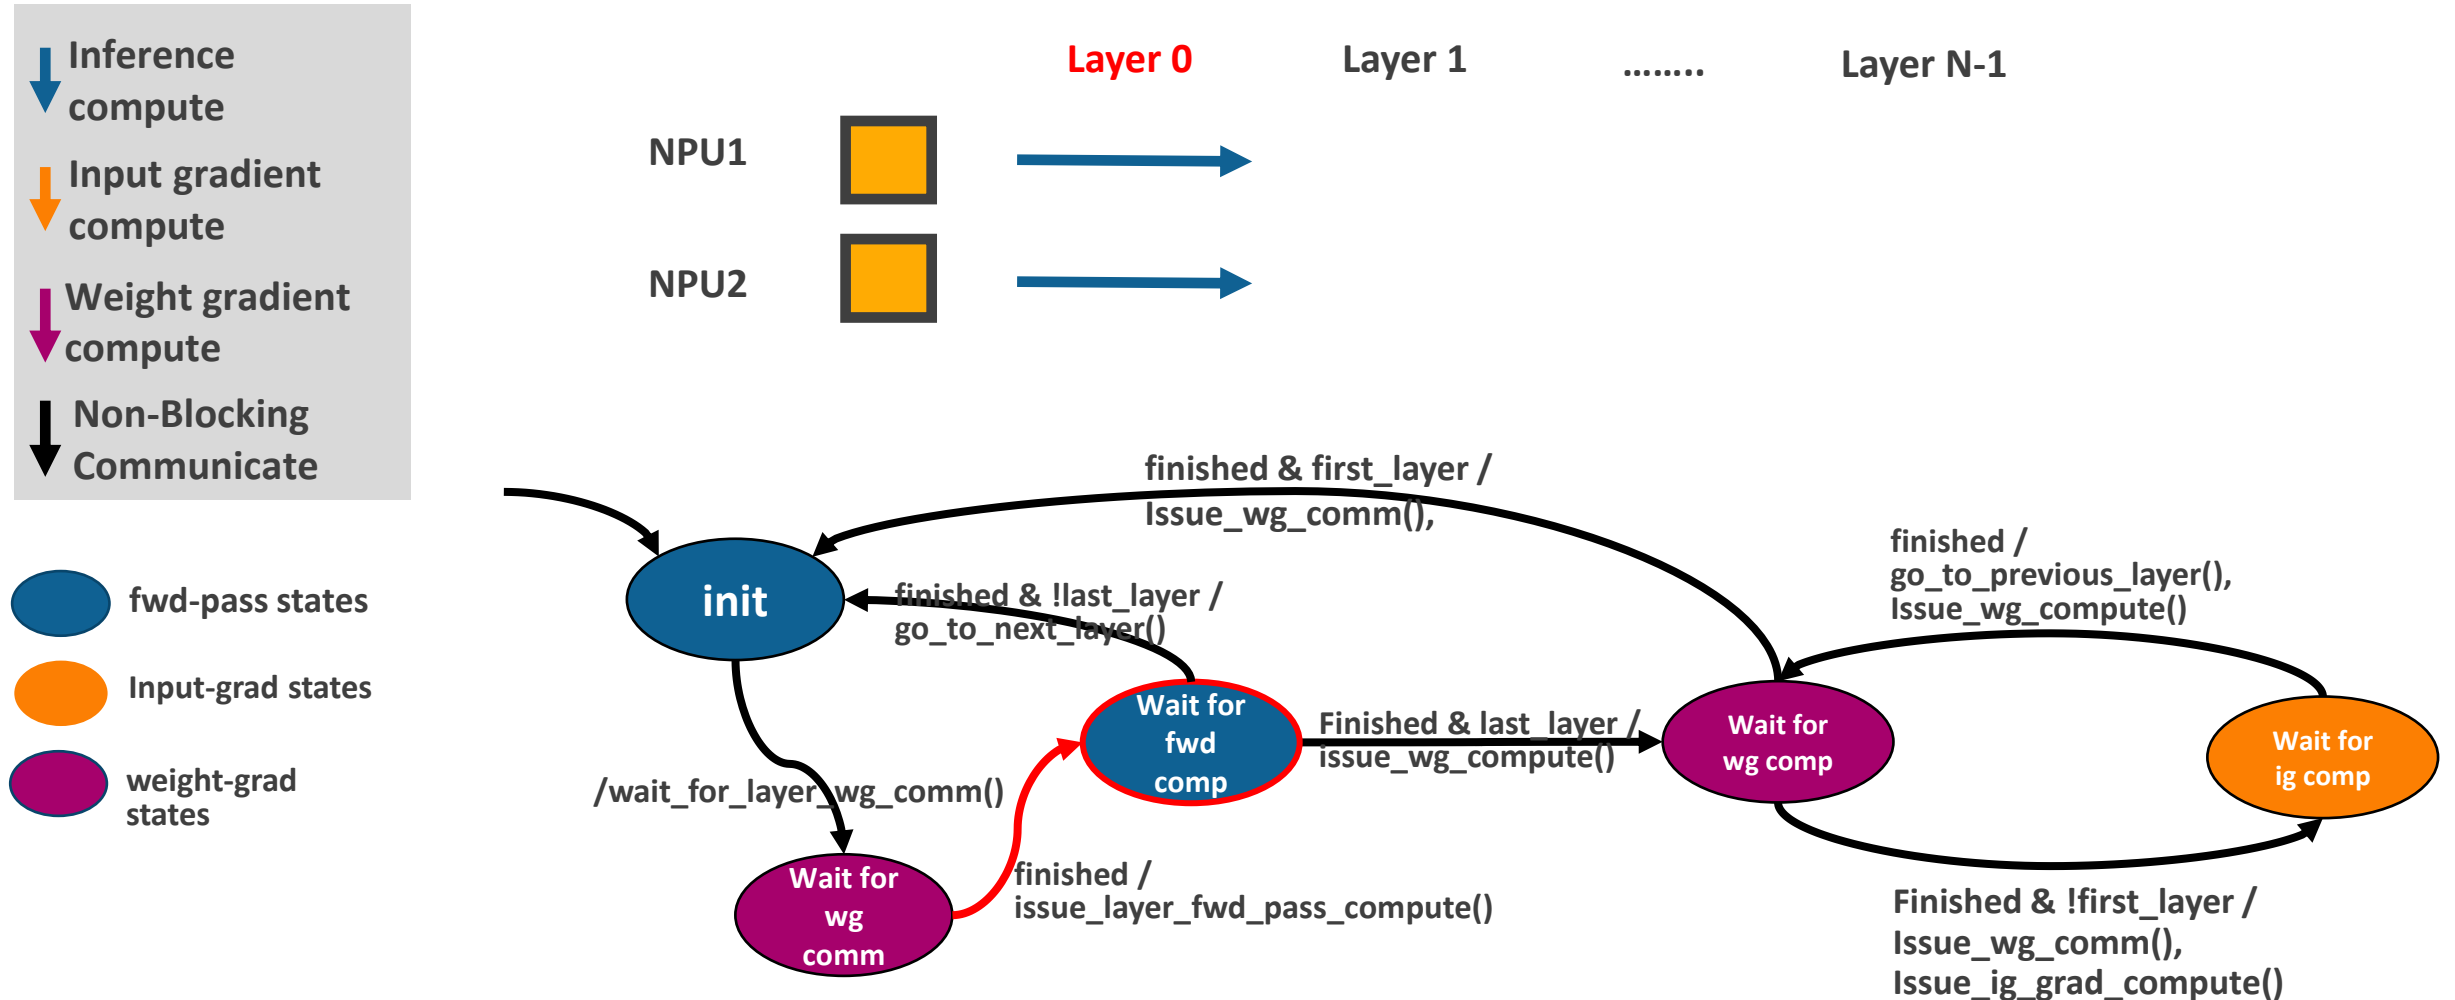 Inference
compute
Input gradient
compute
Weight gradient
compute
Non-Blocking
Communicate
fwd-pass states
Input-grad states
weight-grad
states
Layer 0
Layer 1
........
Layer N-1
NPU1
NPU2
finished & first_layer /
Issue_wg_comm(),
init
finished & !last_layer /
go_to_next_layer()
finished /
go_to_previous_layer(),
Issue_wg_compute()
Wait for
fwd
comp
Finished & last_layer /
issue_wg_compute()
Wait for
wg comp
Wait for
ig comp
/wait_for_layer_wg_comm()
Wait for
wg
comm
finished /
issue_layer_fwd_pass_compute()
Finished & !first_layer /
Issue_wg_comm(),
Issue_ig_grad_compute()